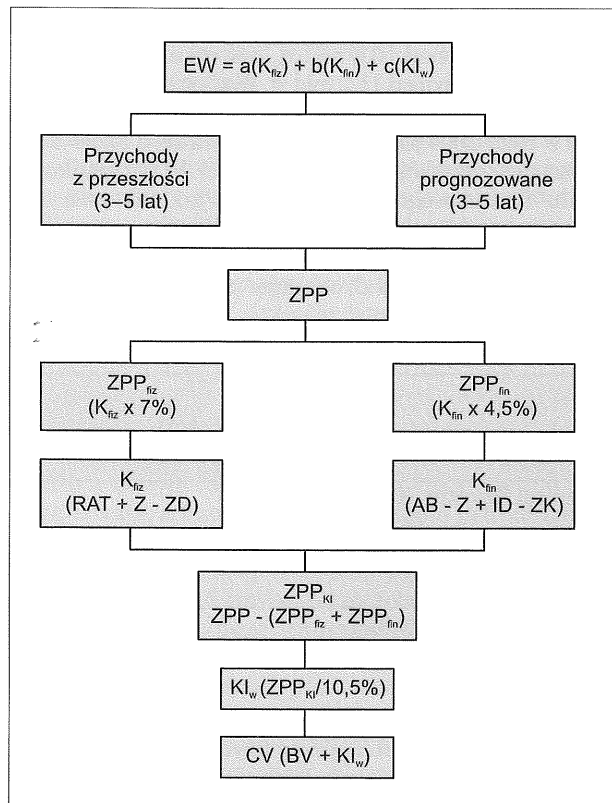 EW = a(K_fiz) + b(K_fin) + c(KI_w)
Przychody
z przeszłości
(3–5 lat)
Przychody
prognozowane
(3–5 lat)
ZPP
ZPP_fiz
(K_fiz x 7%)
ZPP_fin
(K_fin x 4,5%)
K_fiz
(RAT + Z - ZD)
K_fin
(AB - Z + ID - ZK)
ZPP_KI
ZPP - (ZPP_fiz + ZPP_fin)
KI_w (ZPP_KI/10,5%)
CV (BV + KI_w)